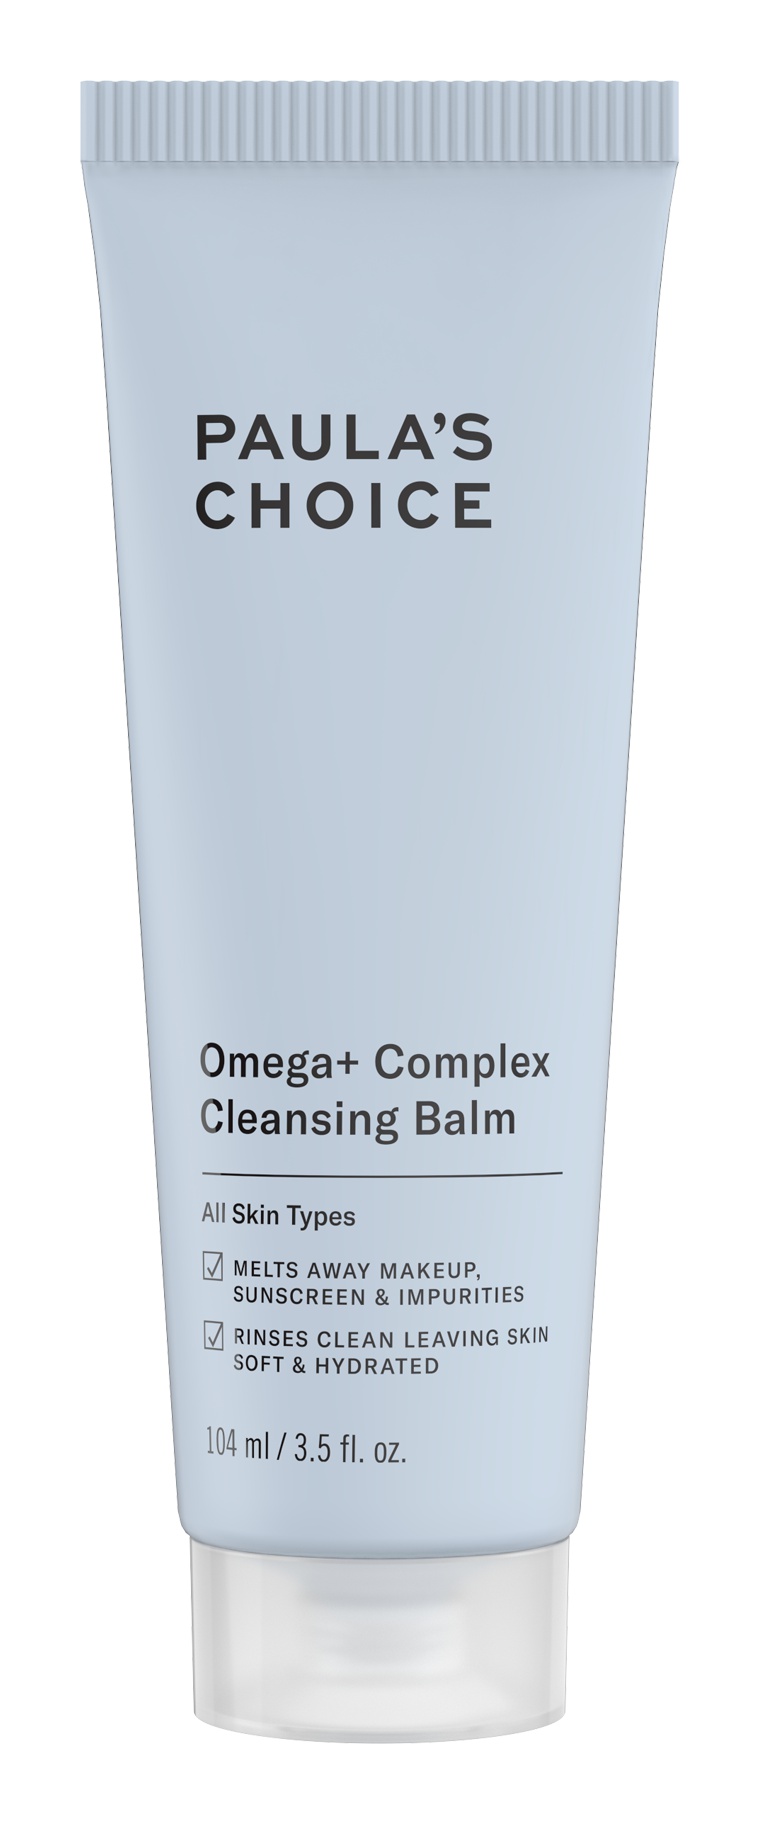 PAULA’S
CHOICE
Omega+ Complex
Cleansing Balm
All Skin Types
☑ MELTS AWAY MAKEUP,
SUNSCREEN & IMPURITIES
☑ RINSES CLEAN LEAVING SKIN
SOFT & HYDRATED
104 ml / 3.5 fl. oz.